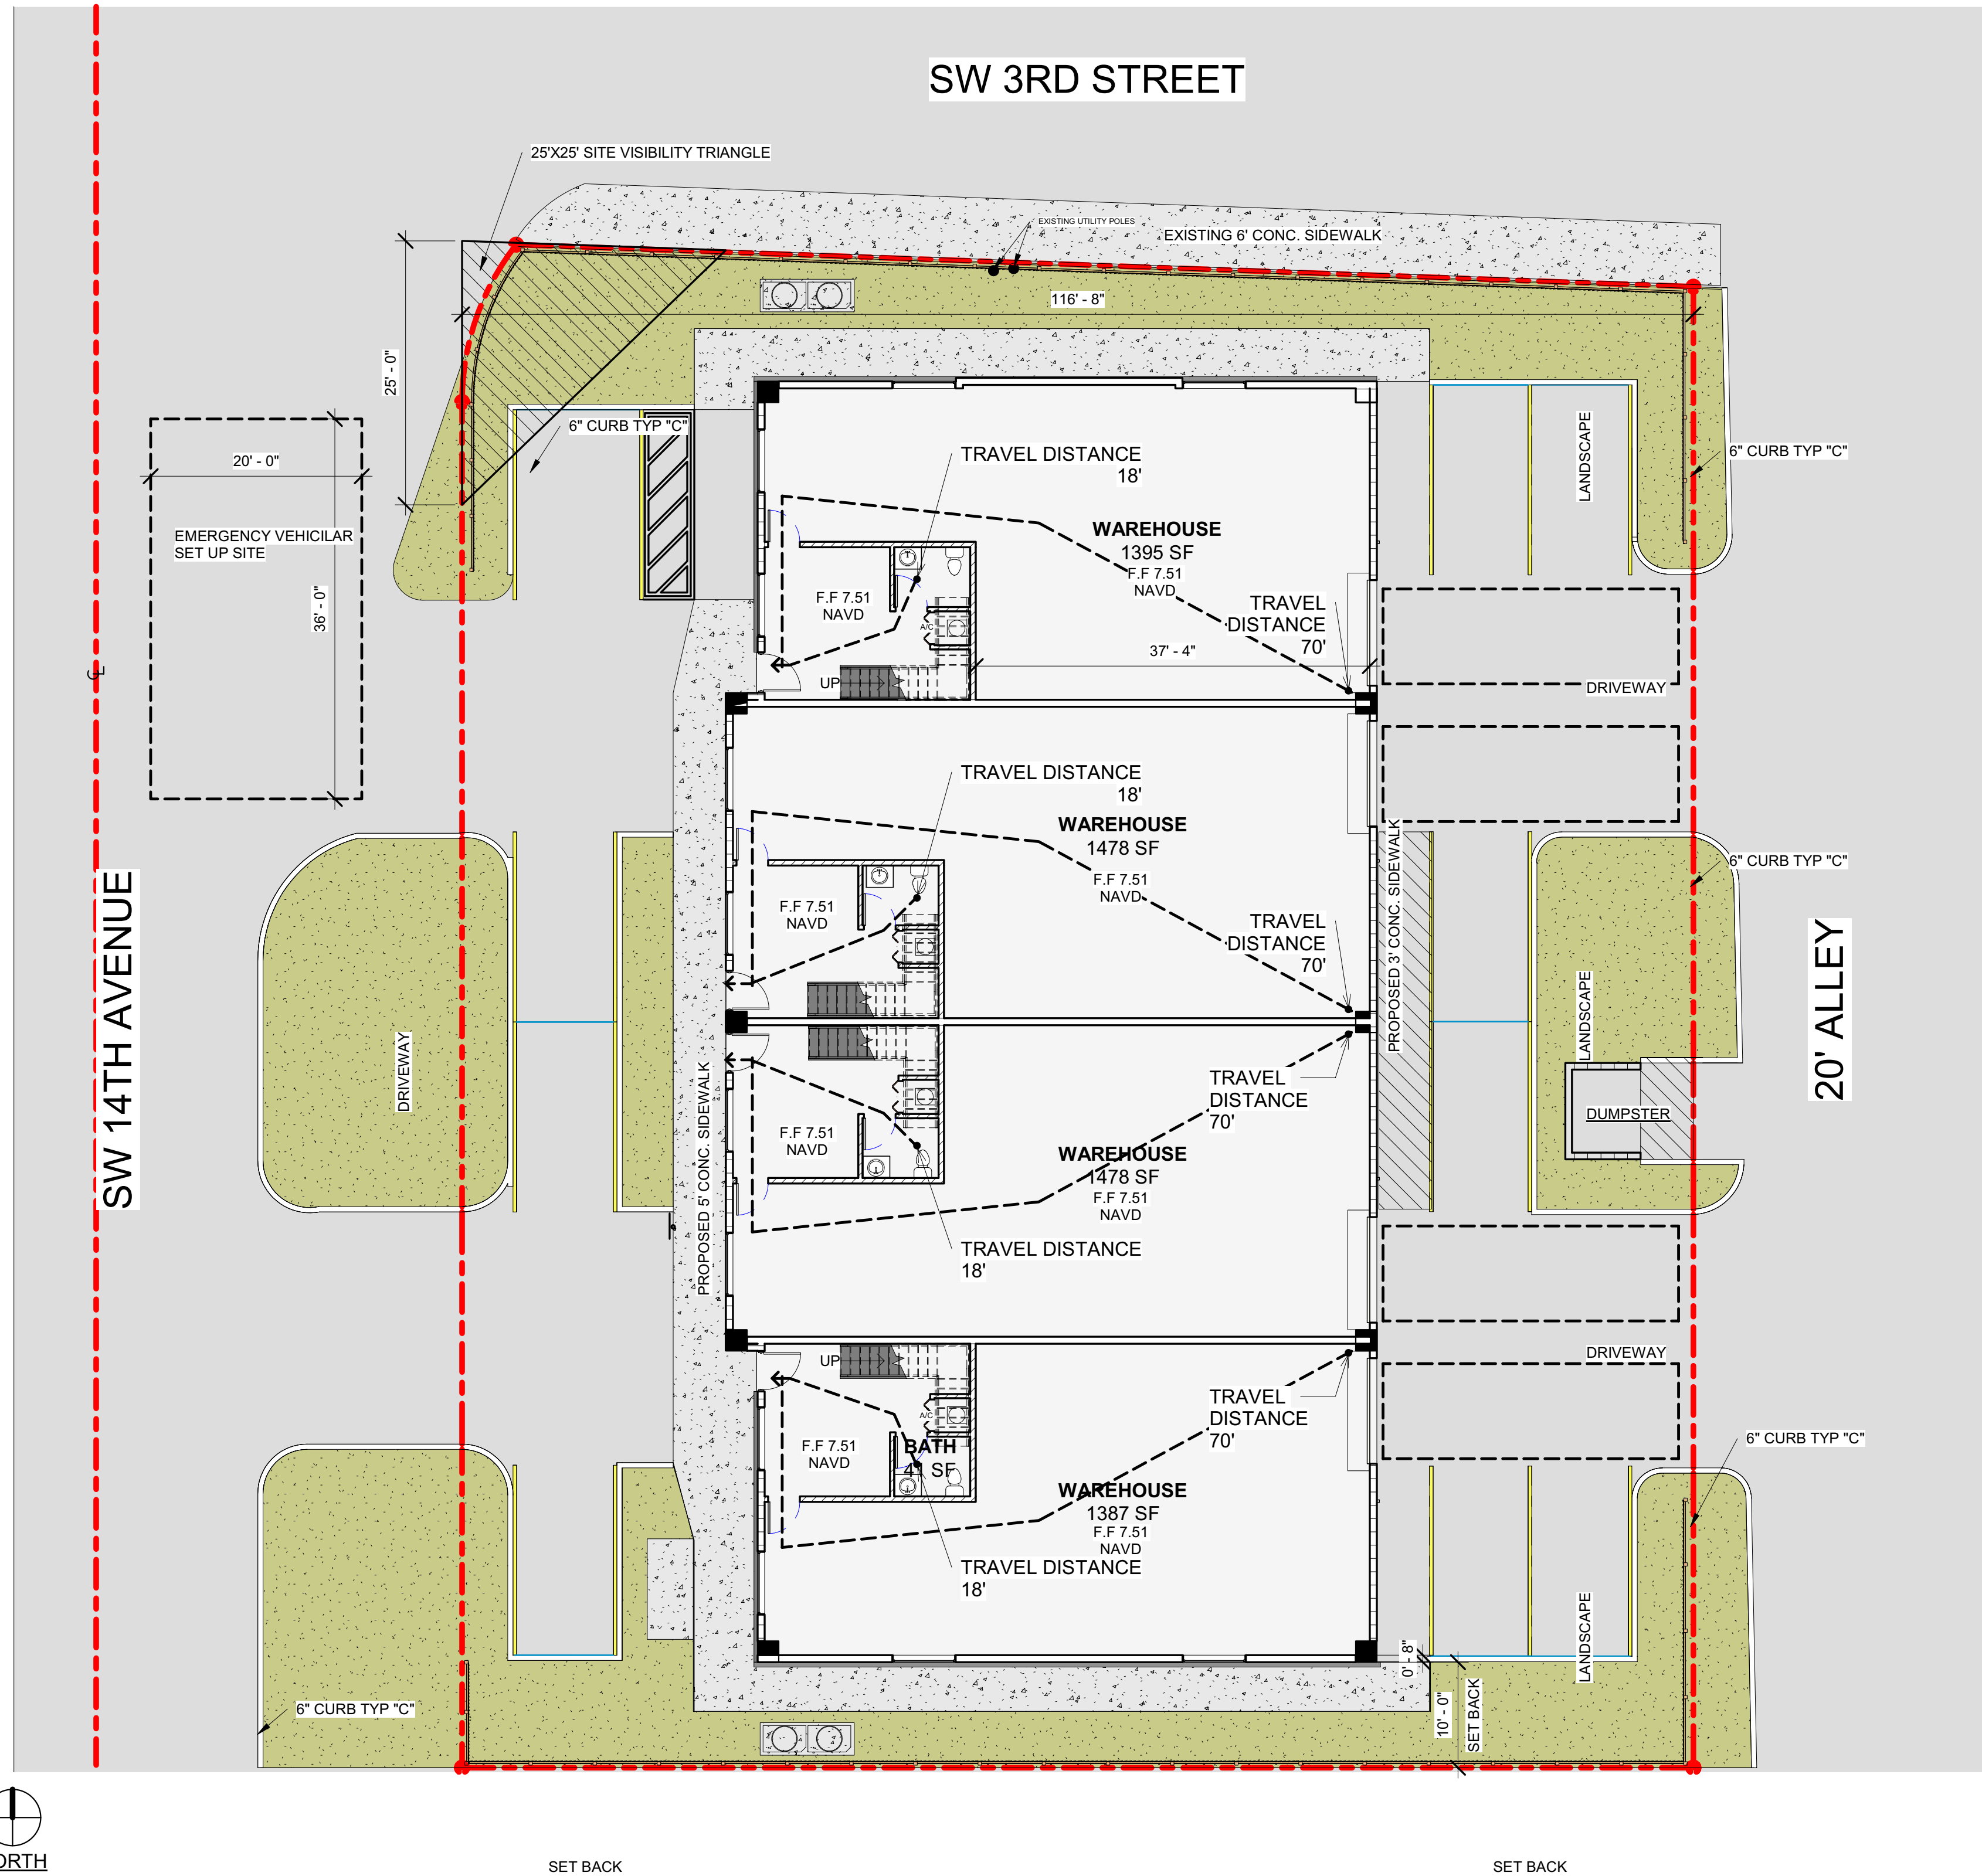 SW 3RD STREET
25'X25' SITE VISIBILITY TRIANGLE
EXISTING UTILITY POLES
EXISTING 6' CONC. SIDEWALK
116' - 8"
25' - 0"
6" CURB TYP "C"
6" CURB TYP "C"
LANDSCAPE
20' - 0"
EMERGENCY VEHICILAR
SET UP SITE
36' - 0"
TRAVEL DISTANCE
18'
WAREHOUSE
1395 SF
F.F 7.51
NAVD
F.F 7.51
NAVD
A/C
TRAVEL
DISTANCE
70'
37' - 4"
UP
DRIVEWAY
TRAVEL DISTANCE
18'
WAREHOUSE
1478 SF
F.F 7.51
NAVD
F.F 7.51
NAVD
TRAVEL
DISTANCE
70'
PROPOSED 3' CONC. SIDEWALK
6" CURB TYP "C"
SW 14TH AVENUE
DRIVEWAY
LANDSCAPE
20' ALLEY
PROPOSED 5' CONC. SIDEWALK
TRAVEL
DISTANCE
70'
DUMPSTER
F.F 7.51
NAVD
WAREHOUSE
1478 SF
F.F 7.51
NAVD
TRAVEL DISTANCE
18'
UP
DRIVEWAY
TRAVEL
DISTANCE
70'
A/C
F.F 7.51
NAVD
BATH
41 SF
6" CURB TYP "C"
WAREHOUSE
1387 SF
F.F 7.51
NAVD
TRAVEL DISTANCE
18'
LANDSCAPE
0' - 8"
10' - 0"
SET BACK
6" CURB TYP "C"
SET BACK
SET BACK